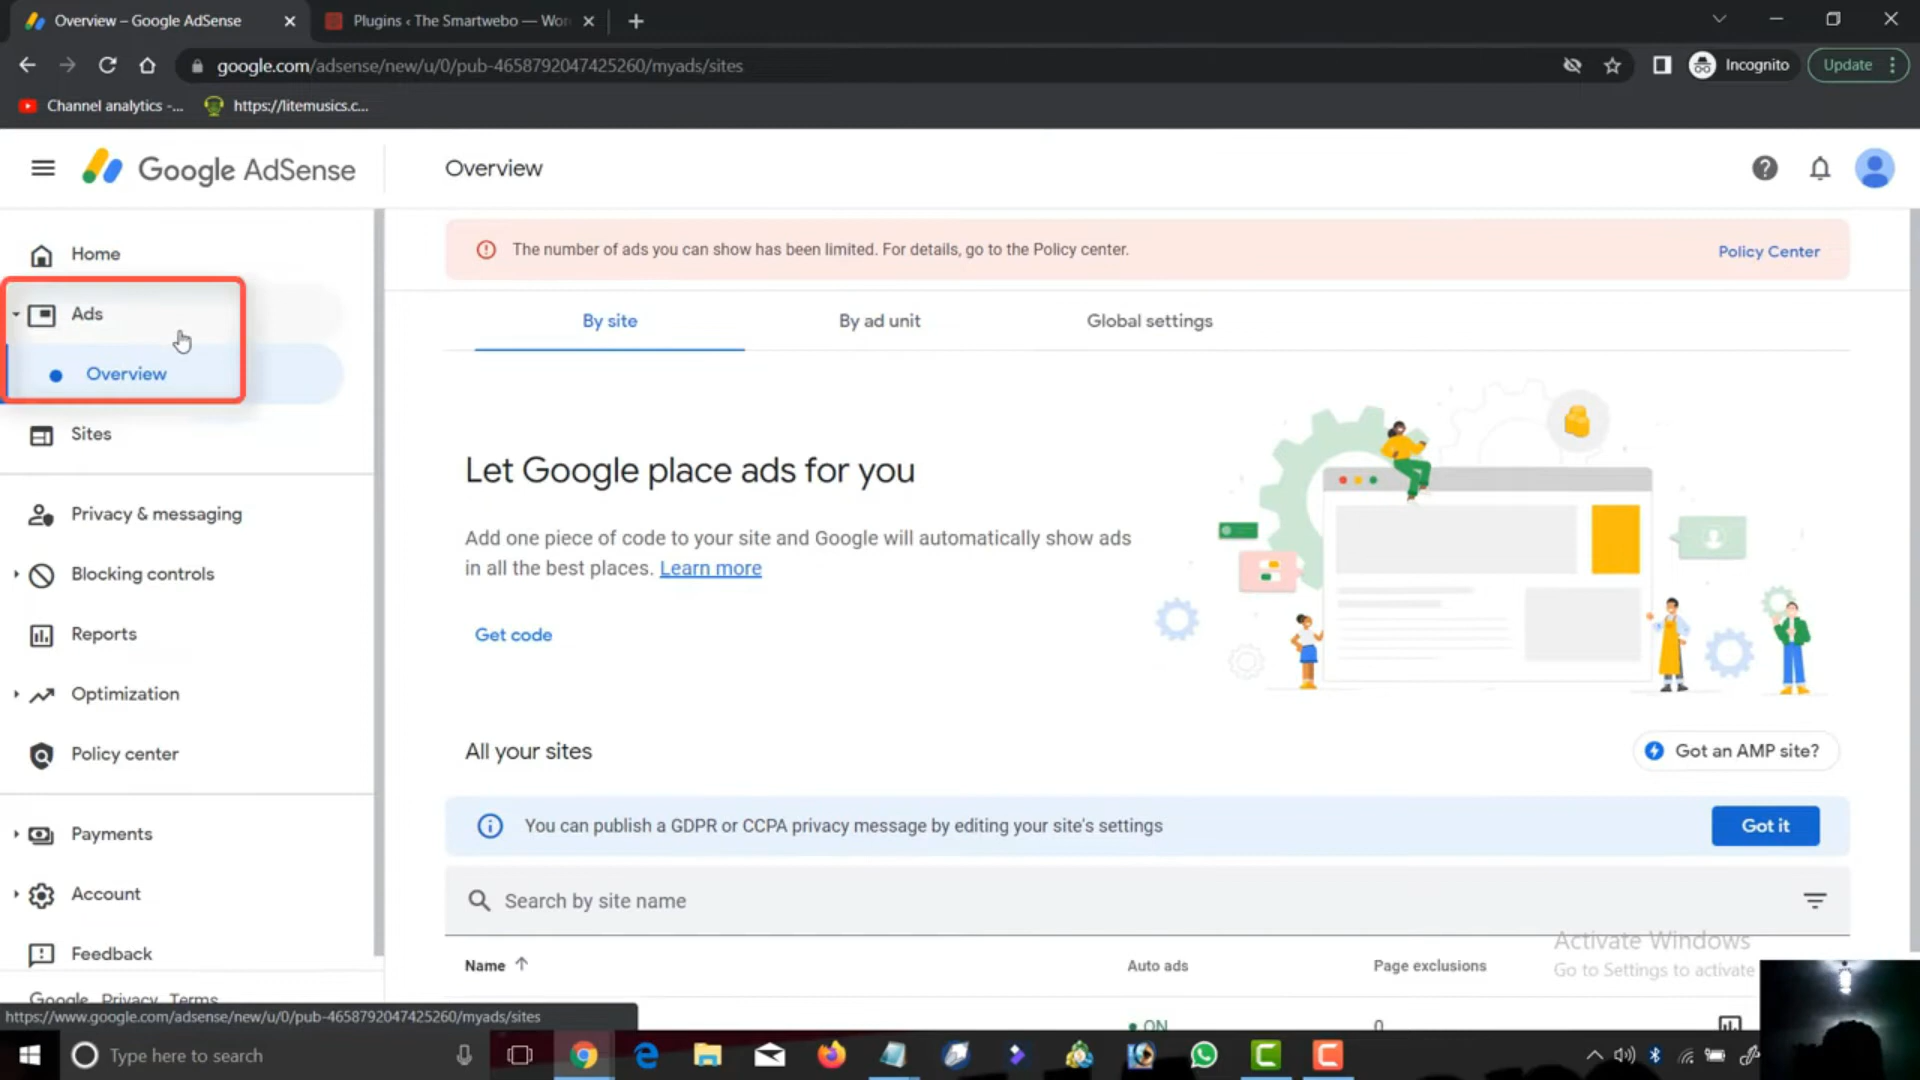 Overview – Google AdSense
Plugins ‹ The Smartwebo — Wor
google.com/adsense/new/u/0/pub-4658792047425260/myads/sites
Incognito
Update
Channel analytics -...
https://litemusics.c...
Google AdSense
Overview
Home
Ads
Overview
Sites
Privacy & messaging
Blocking controls
Reports
Optimization
Policy center
Payments
Account
Feedback
Google Privacy Terms
https://www.google.com/adsense/new/u/0/pub-4658792047425260/myads/sites
The number of ads you can show has been limited. For details, go to the Policy center.
Policy Center
By site
By ad unit
Global settings
Let Google place ads for you
Add one piece of code to your site and Google will automatically show ads
in all the best places. Learn more
Get code
All your sites
Got an AMP site?
You can publish a GDPR or CCPA privacy message by editing your site's settings
Got it
Search by site name
Name
Auto ads
Page exclusions
ON
0
Activate Windows
Go to Settings to activate
Type here to search